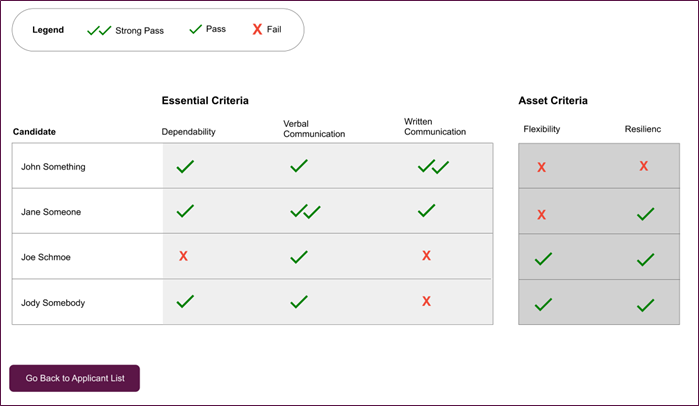 Legend Strong Pass Pass X Fail
Essential Criteria Asset Criteria
Candidate Dependability Verbal Communication Written Communication Flexibility Resilienc
John Something X X
Jane Someone X
Joe Schmoe X X
Jody Somebody X
Go Back to Applicant List